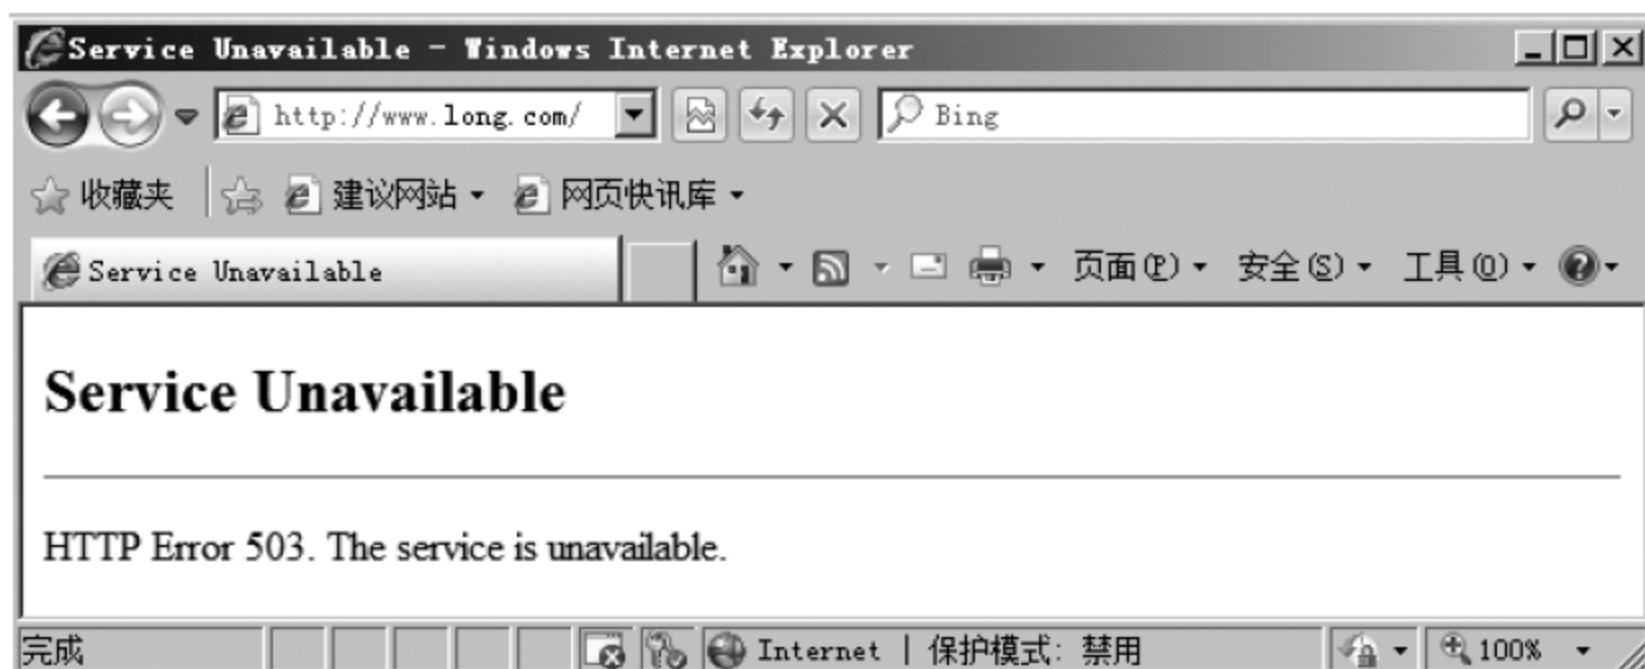 Service Unavailable - Windows Internet Explorer
http://www.long.com/ Bing
收藏夹 建议网站 网页快讯库
Service Unavailable 页面(P) 安全(S) 工具(O)
Service Unavailable
HTTP Error 503. The service is unavailable.
完成 Internet | 保护模式: 禁用 100%